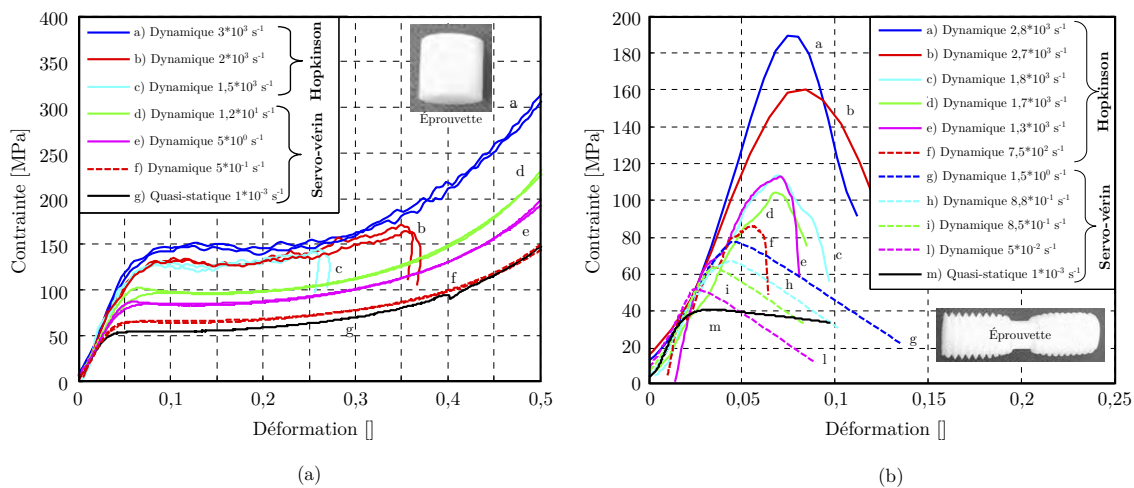 400
350
300
250
200
150
100
50
0
Contrainte [MPa]
a) Dynamique 3*10³ s⁻¹
b) Dynamique 2*10³ s⁻¹
c) Dynamique 1,5*10³ s⁻¹
d) Dynamique 1,2*10¹ s⁻¹
e) Dynamique 5*10⁰ s⁻¹
f) Dynamique 5*10⁻¹ s⁻¹
g) Quasi-statique 1*10⁻³ s⁻¹
Hopkinson
Servo-vérin
Éprouvette
a
d
e
b
c
f
g
0 0,1 0,2 0,3 0,4 0,5
Déformation []
(a)
200
180
160
140
120
100
80
60
40
20
0
Contrainte [MPa]
a) Dynamique 2,8*10³ s⁻¹
b) Dynamique 2,7*10³ s⁻¹
c) Dynamique 1,8*10³ s⁻¹
d) Dynamique 1,7*10³ s⁻¹
e) Dynamique 1,3*10³ s⁻¹
f) Dynamique 7,5*10² s⁻¹
g) Dynamique 1,5*10⁰ s⁻¹
h) Dynamique 8,8*10⁻¹ s⁻¹
i) Dynamique 8,5*10⁻¹ s⁻¹
l) Dynamique 5*10⁻² s⁻¹
m) Quasi-statique 1*10⁻³ s⁻¹
Hopkinson
Servo-vérin
a
b
d
f
e
c
h
m
g
l
Éprouvette
0 0,05 0,1 0,15 0,2 0,25
Déformation []
(b)